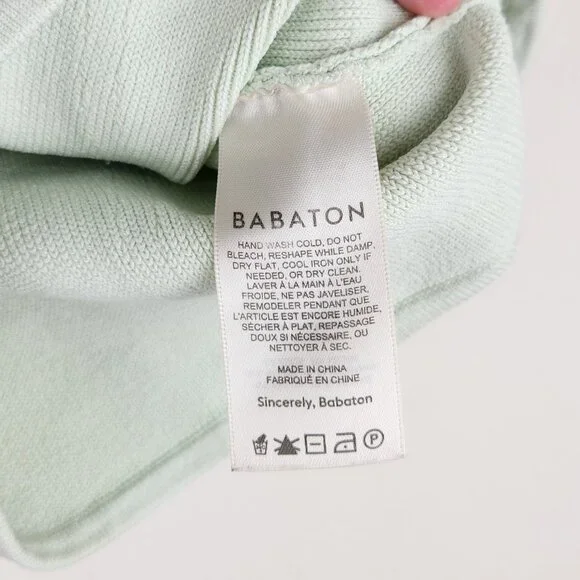 BABATON
HAND WASH COLD, DO NOT
BLEACH, RESHAPE WHILE DAMP,
DRY FLAT, COOL IRON ONLY IF
NEEDED, OR DRY CLEAN.
LAVER À LA MAIN À L'EAU
FROIDE, NE PAS JAVELISER,
REMODELER PENDANT QUE
L'ARTICLE EST ENCORE HUMIDE,
SÉCHER À PLAT, REPASSAGE
DOUX SI NÉCESSAIRE, OU
NETTOYER À SEC.
MADE IN CHINA
FABRIQUÉ EN CHINE
Sincerely, Babaton
P